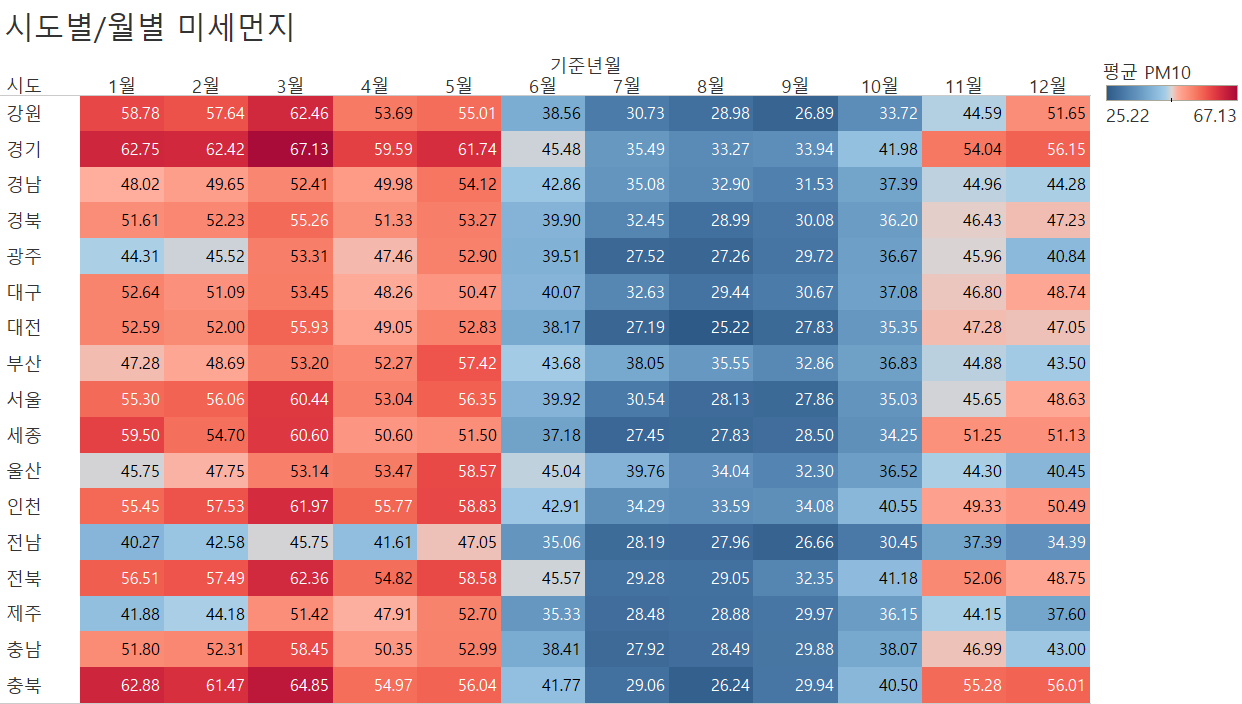 시도별/월별 미세먼지
기준년월
시도 1월 2월 3월 4월 5월 6월 7월 8월 9월 10월 11월 12월
강원 58.78 57.64 62.46 53.69 55.01 38.56 30.73 28.98 26.89 33.72 44.59 51.65
경기 62.75 62.42 67.13 59.59 61.74 45.48 35.49 33.27 33.94 41.98 54.04 56.15
경남 48.02 49.65 52.41 49.98 54.12 42.86 35.08 32.90 31.53 37.39 44.96 44.28
경북 51.61 52.23 55.26 51.33 53.27 39.90 32.45 28.99 30.08 36.20 46.43 47.23
광주 44.31 45.52 53.31 47.46 52.90 39.51 27.52 27.26 29.72 36.67 45.96 40.84
대구 52.64 51.09 53.45 48.26 50.47 40.07 32.63 29.44 30.67 37.08 46.80 48.74
대전 52.59 52.00 55.93 49.05 52.83 38.17 27.19 25.22 27.83 35.35 47.28 47.05
부산 47.28 48.69 53.20 52.27 57.42 43.68 38.05 35.55 32.86 36.83 44.88 43.50
서울 55.30 56.06 60.44 53.04 56.35 39.92 30.54 28.13 27.86 35.03 45.65 48.63
세종 59.50 54.70 60.60 50.60 51.50 37.18 27.45 27.83 28.50 34.25 51.25 51.13
울산 45.75 47.75 53.14 53.47 58.57 45.04 39.76 34.04 32.30 36.52 44.30 40.45
인천 55.45 57.53 61.97 55.77 58.83 42.91 34.29 33.59 34.08 40.55 49.33 50.49
전남 40.27 42.58 45.75 41.61 47.05 35.06 28.19 27.96 26.66 30.45 37.39 34.39
전북 56.51 57.49 62.36 54.82 58.58 45.57 29.28 29.05 32.35 41.18 52.06 48.75
제주 41.88 44.18 51.42 47.91 52.70 35.33 28.48 28.88 29.97 36.15 44.15 37.60
충남 51.80 52.31 58.45 50.35 52.99 38.41 27.92 28.49 29.88 38.07 46.99 43.00
충북 62.88 61.47 64.85 54.97 56.04 41.77 29.06 26.24 29.94 40.50 55.28 56.01
평균 PM10
25.22 67.13